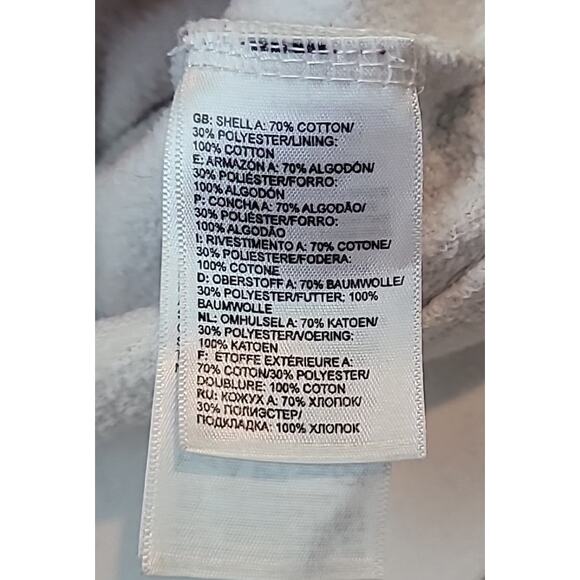 GB: SHELL A: 70% COTTON/
30% POLYESTER/LINING:
100% COTTON
E: ARMAZÓN A: 70% ALGODÓN/
30% POLIÉSTER/FORRO:
100% ALGODÓN
P: CONCHA A: 70% ALGODÃO/
30% POLIÉSTER/FORRO:
100% ALGODÃO
I: RIVESTIMENTO A: 70% COTONE/
30% POLIESTERE/FODERA:
100% COTONE
D: OBERSTOFF A: 70% BAUMWOLLE/
30% POLYESTER/FUTTER: 100%
BAUMWOLLE
NL: OMHULSEL A: 70% KATOEN/
30% POLYESTER/VOERING:
100% KATOEN
F: ÉTOFFE EXTÉRIEURE A:
70% COTON/30% POLYESTER/
DOUBLURE: 100% COTON
RU: КОЖУХ A: 70% ХЛОПОК/
30% ПОЛИЭСТЕР/
ПОДКЛАДКА: 100% ХЛОПОК